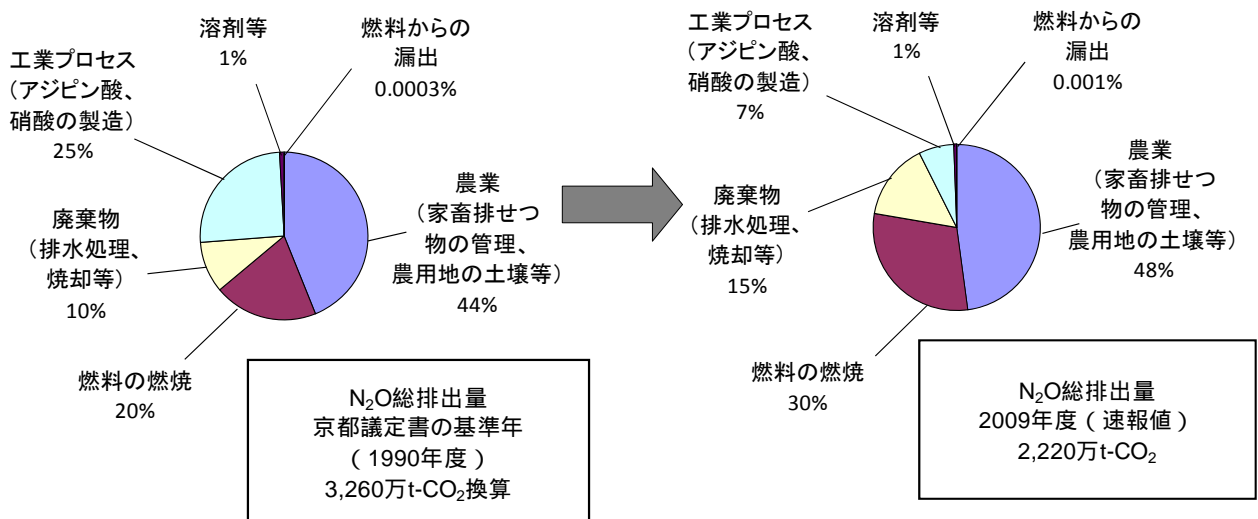 溶剤等
1%
燃料からの
漏出
0.0003%
工業プロセス
（アジピン酸、
硝酸の製造）
25%
農業
（家畜排せつ
物の管理、
農用地の土壌等）
44%
廃棄物
（排水処理、
焼却等）
10%
燃料の燃焼
20%
N₂O総排出量
京都議定書の基準年
（1990年度）
3,260万t-CO₂換算
溶剤等
1%
燃料からの
漏出
0.001%
工業プロセス
（アジピン酸、
硝酸の製造）
7%
農業
（家畜排せつ
物の管理、
農用地の土壌等）
48%
廃棄物
（排水処理、
焼却等）
15%
燃料の燃焼
30%
N₂O総排出量
2009年度（速報値）
2,220万t-CO₂